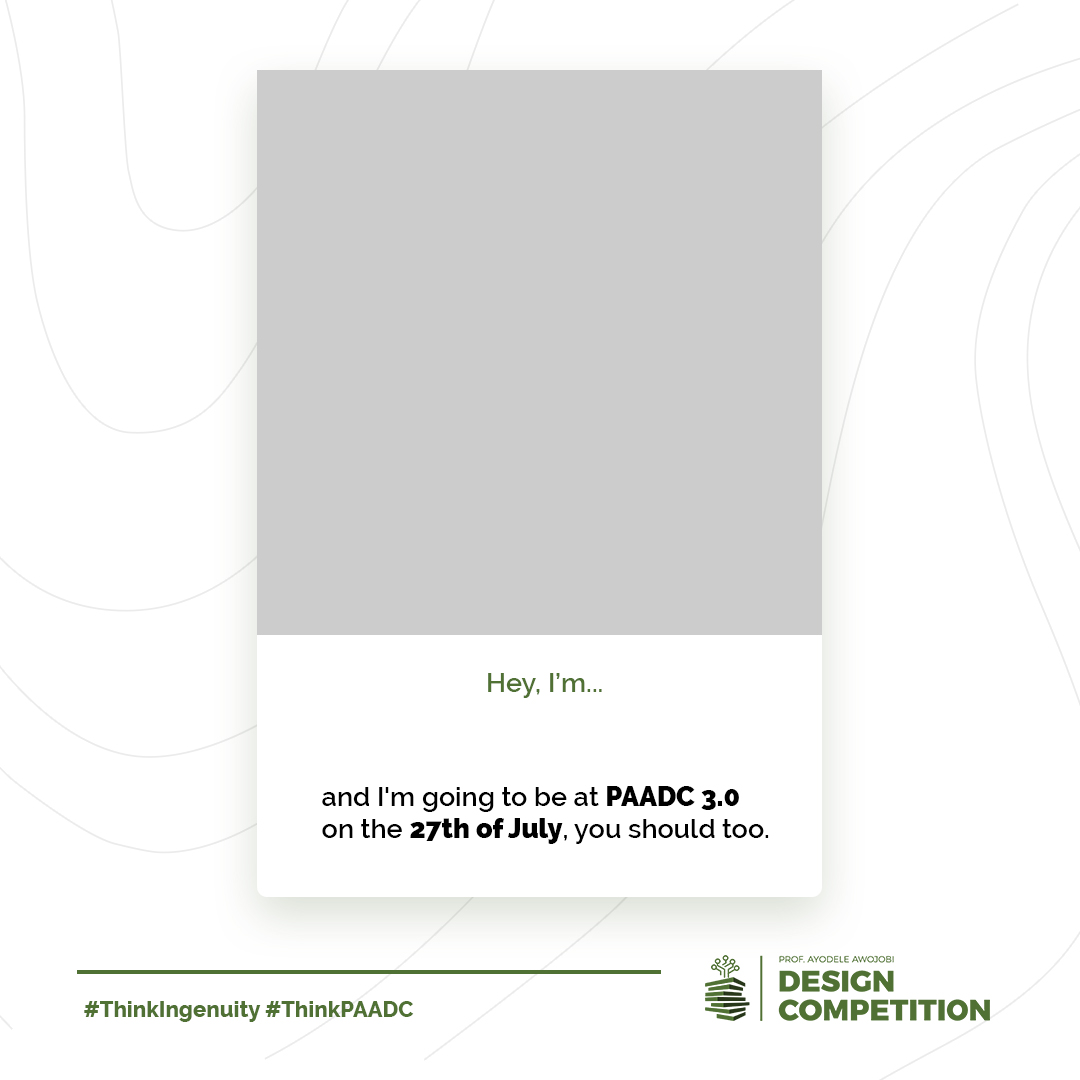 Hey, I’m...
and I'm going to be at PAADC 3.0
on the 27th of July, you should too.
#ThinkIngenuity #ThinkPAADC
PROF. AYODELE AWOJOBI
DESIGN
COMPETITION